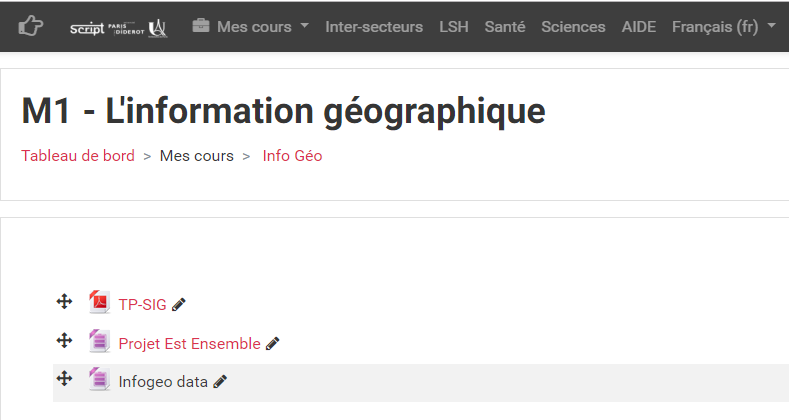 script PARIS DIDEROT Mes cours Inter-secteurs LSH Santé Sciences AIDE Français (fr)
M1 - L'information géographique
Tableau de bord > Mes cours > Info Géo
TP-SIG
Projet Est Ensemble
Infogeo data